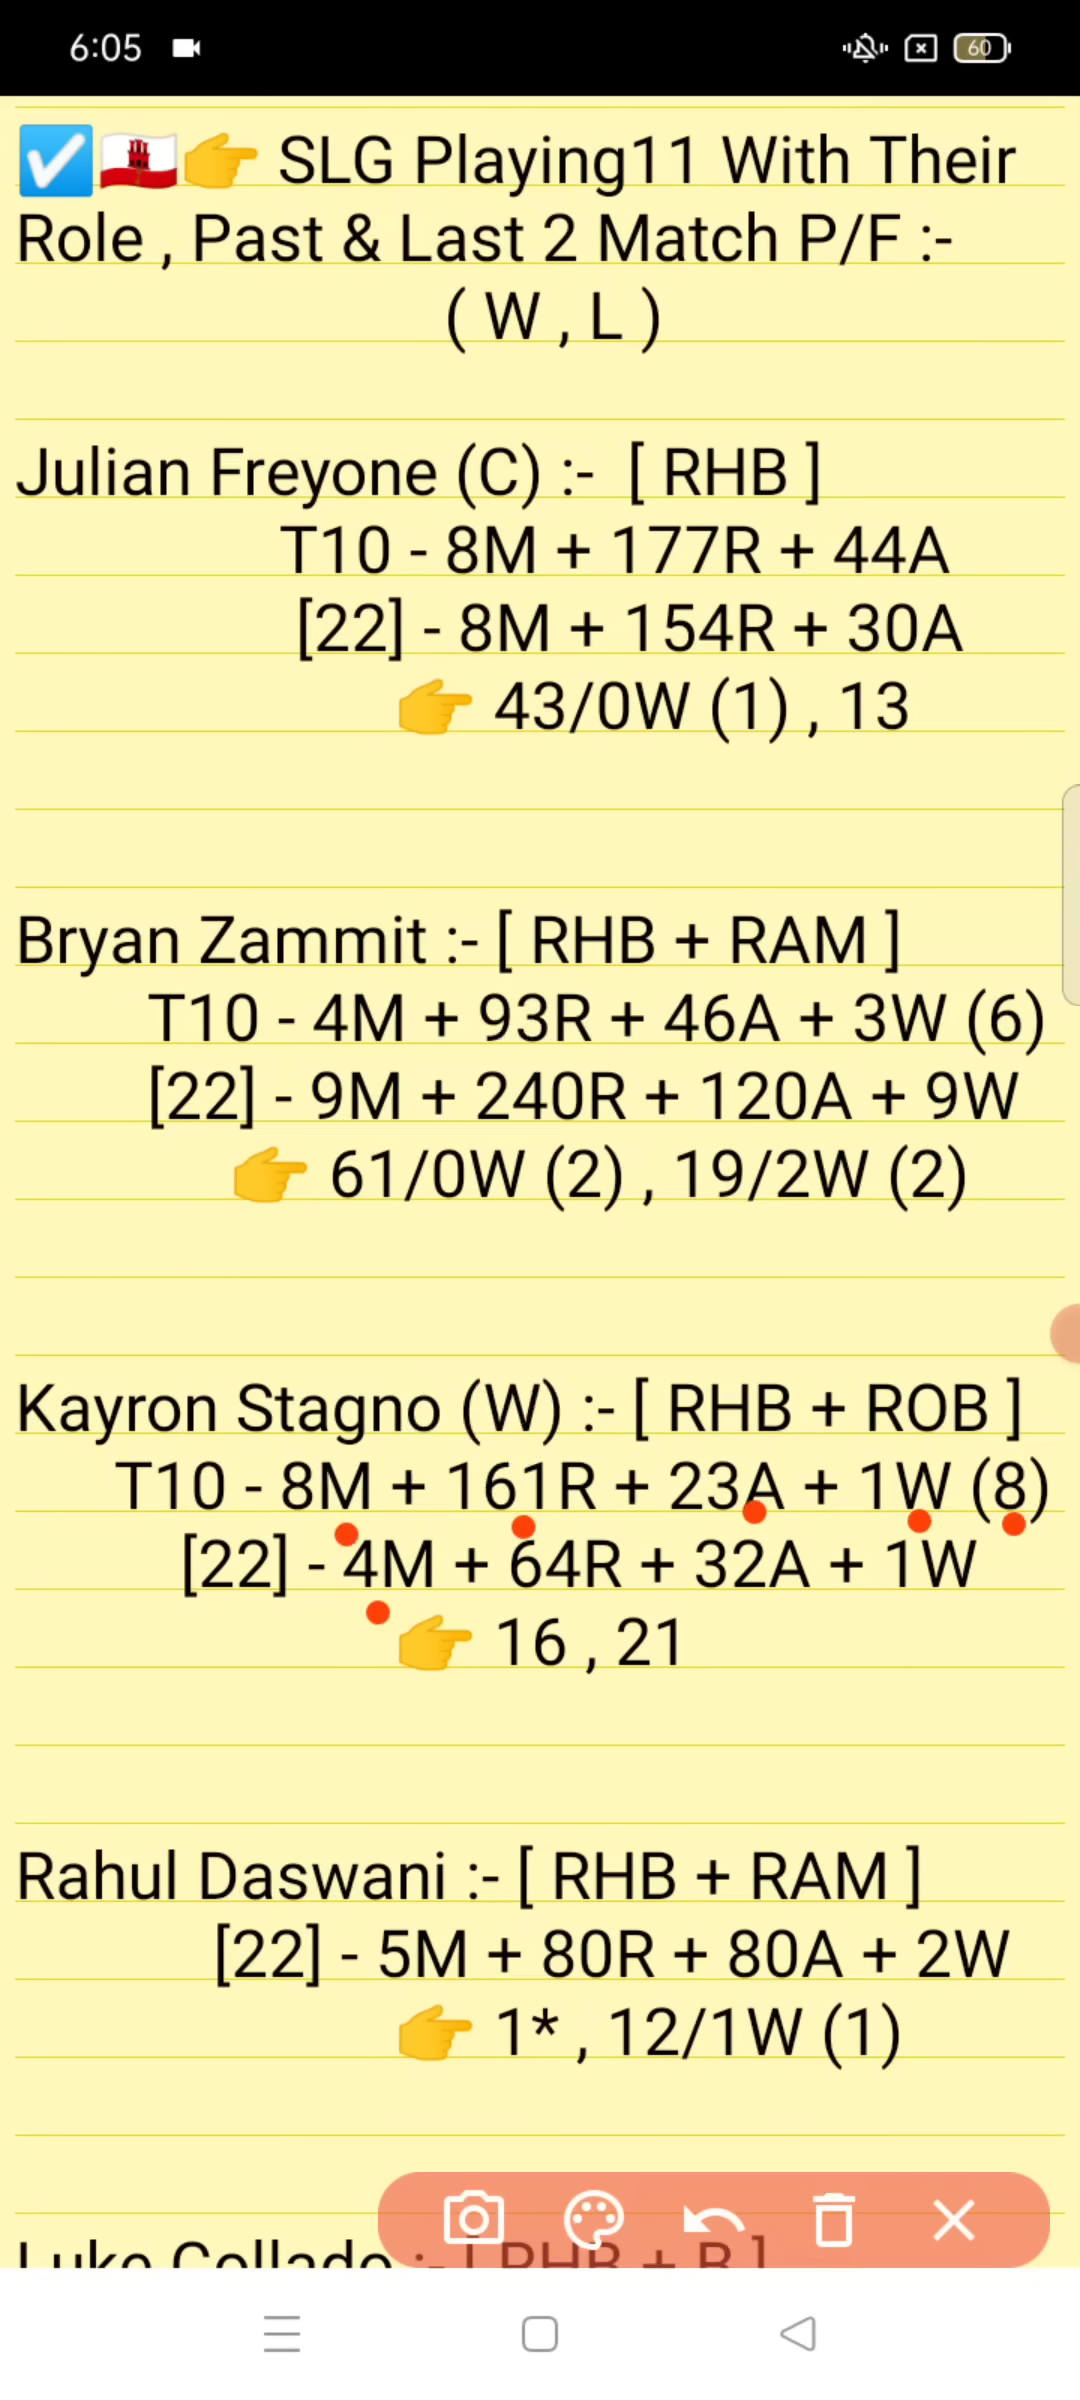 6:05
60
☑️🇬🇮👉 SLG Playing11 With Their
Role , Past & Last 2 Match P/F :-
( W , L )
Julian Freyone (C) :- [ RHB ]
T10 - 8M + 177R + 44A
[22] - 8M + 154R + 30A
👉 43/0W (1) , 13
Bryan Zammit :- [ RHB + RAM ]
T10 - 4M + 93R + 46A + 3W (6)
[22] - 9M + 240R + 120A + 9W
👉 61/0W (2) , 19/2W (2)
Kayron Stagno (W) :- [ RHB + ROB ]
T10 - 8M + 161R + 23A + 1W (8)
[22] - 4M + 64R + 32A + 1W
👉 16 , 21
Rahul Daswani :- [ RHB + RAM ]
[22] - 5M + 80R + 80A + 2W
👉 1* , 12/1W (1)
Luke Collado :- [ RHB + R ]